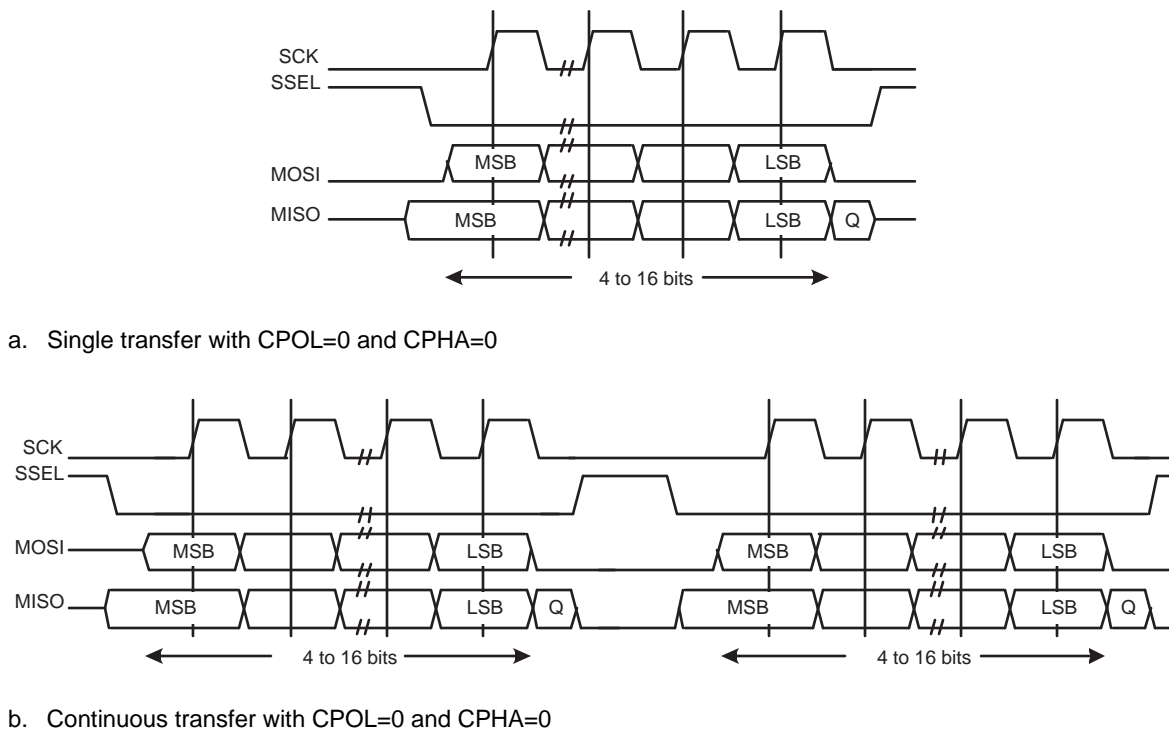 SCK
SSEL
MOSI
MSB
LSB
MISO
MSB
LSB
Q
4 to 16 bits
a. Single transfer with CPOL=0 and CPHA=0
SCK
SSEL
MOSI
MSB
LSB
MSB
LSB
MISO
MSB
LSB
Q
MSB
LSB
Q
4 to 16 bits
4 to 16 bits
b. Continuous transfer with CPOL=0 and CPHA=0